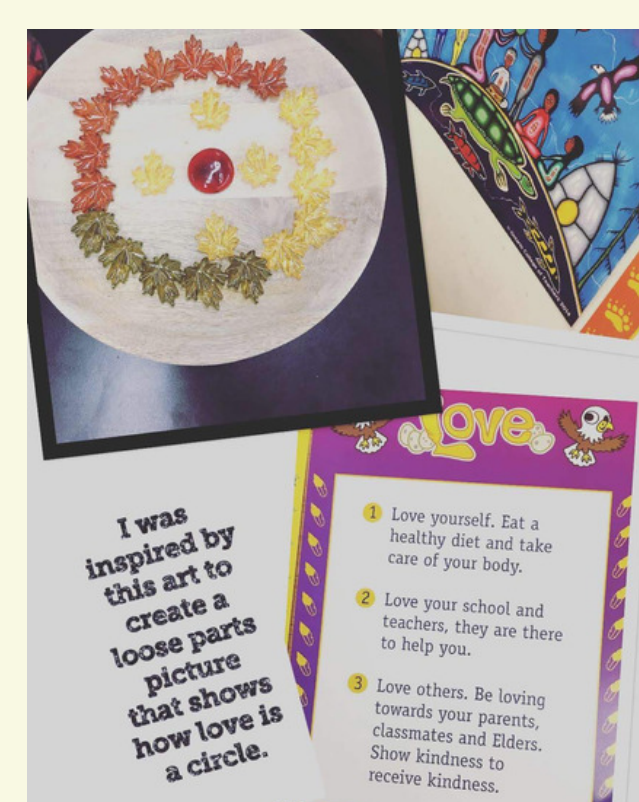 I was
inspired by
this art to
create a
loose parts
picture
that shows
how love is
a circle.
Love
1 Love yourself. Eat a
healthy diet and take
care of your body.
2 Love your school and
teachers, they are there
to help you.
3 Love others. Be loving
towards your parents,
classmates and Elders.
Show kindness to
receive kindness.